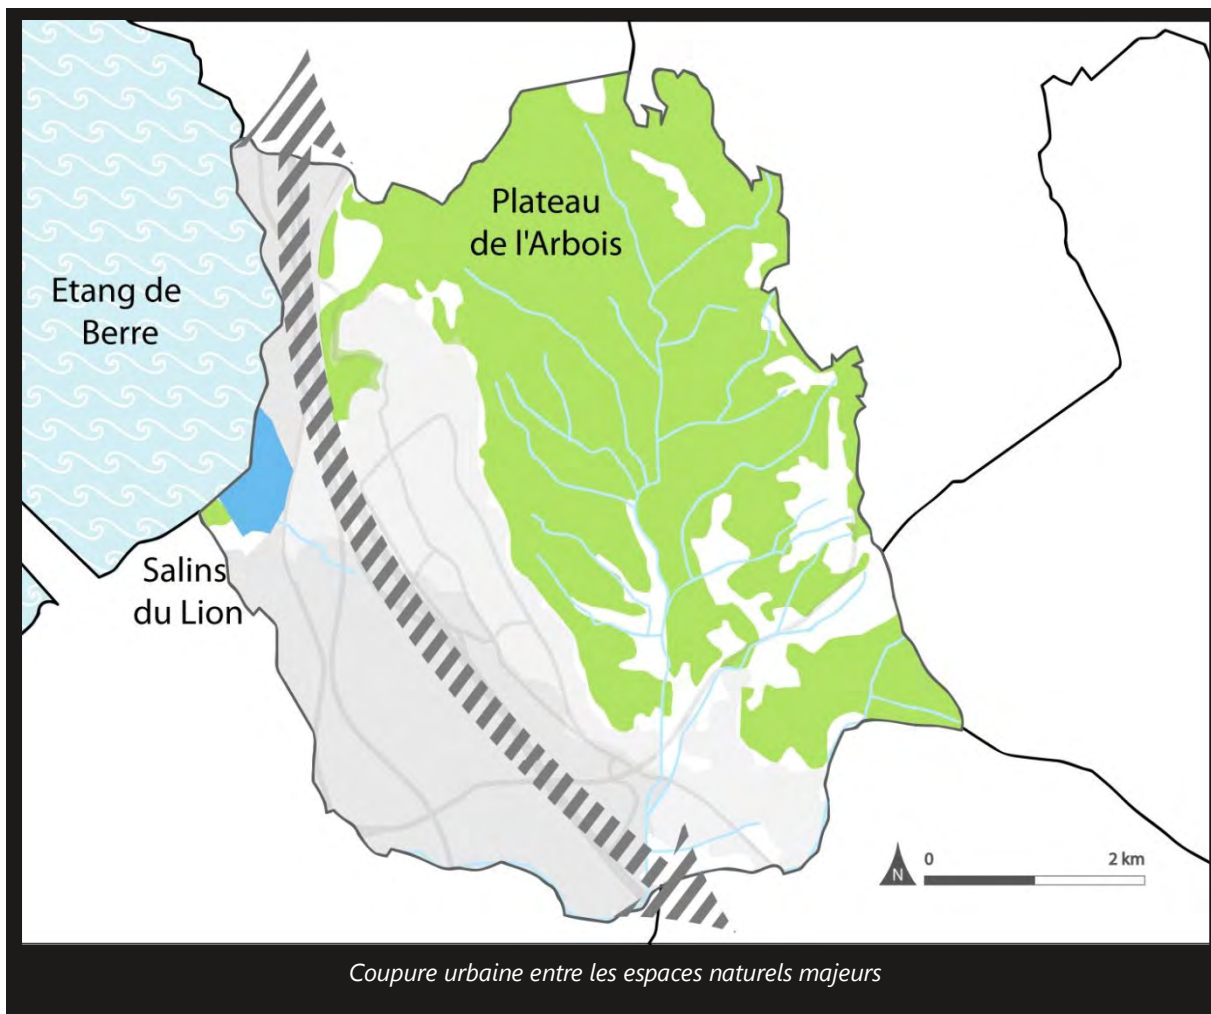 Plateau
de l'Arbois
Etang de
Berre
Salins
du Lion
N
0 2 km
Coupure urbaine entre les espaces naturels majeurs